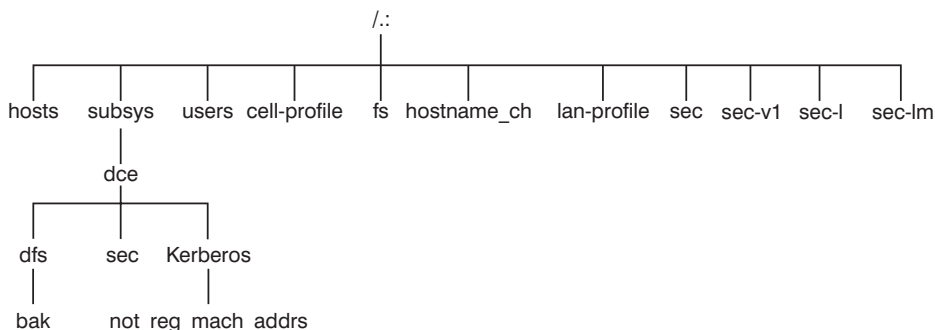 /.:
hosts subsys users cell-profile fs hostname_ch lan-profile sec sec-v1 sec-l sec-lm
dce
dfs sec Kerberos
bak not_reg_mach_addrs